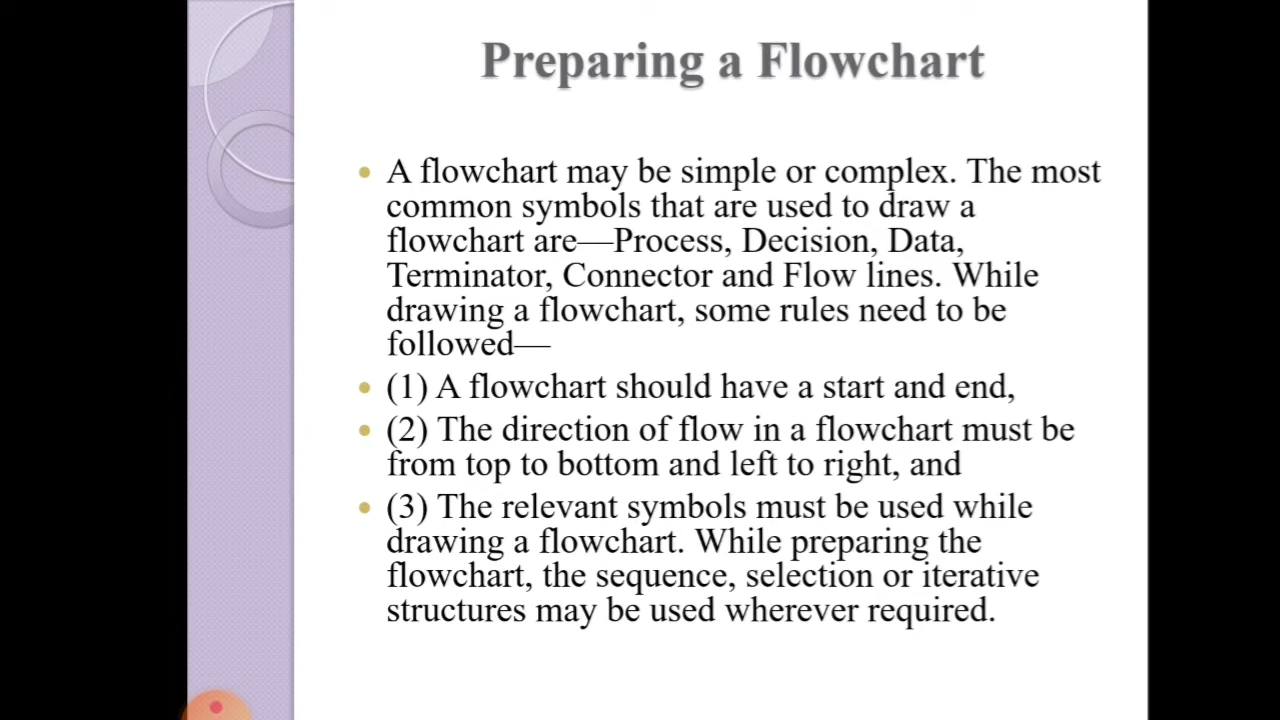 Preparing a Flowchart
A flowchart may be simple or complex. The most
common symbols that are used to draw a
flowchart are—Process, Decision, Data,
Terminator, Connector and Flow lines. While
drawing a flowchart, some rules need to be
followed—
(1) A flowchart should have a start and end,
(2) The direction of flow in a flowchart must be
from top to bottom and left to right, and
(3) The relevant symbols must be used while
drawing a flowchart. While preparing the
flowchart, the sequence, selection or iterative
structures may be used wherever required.